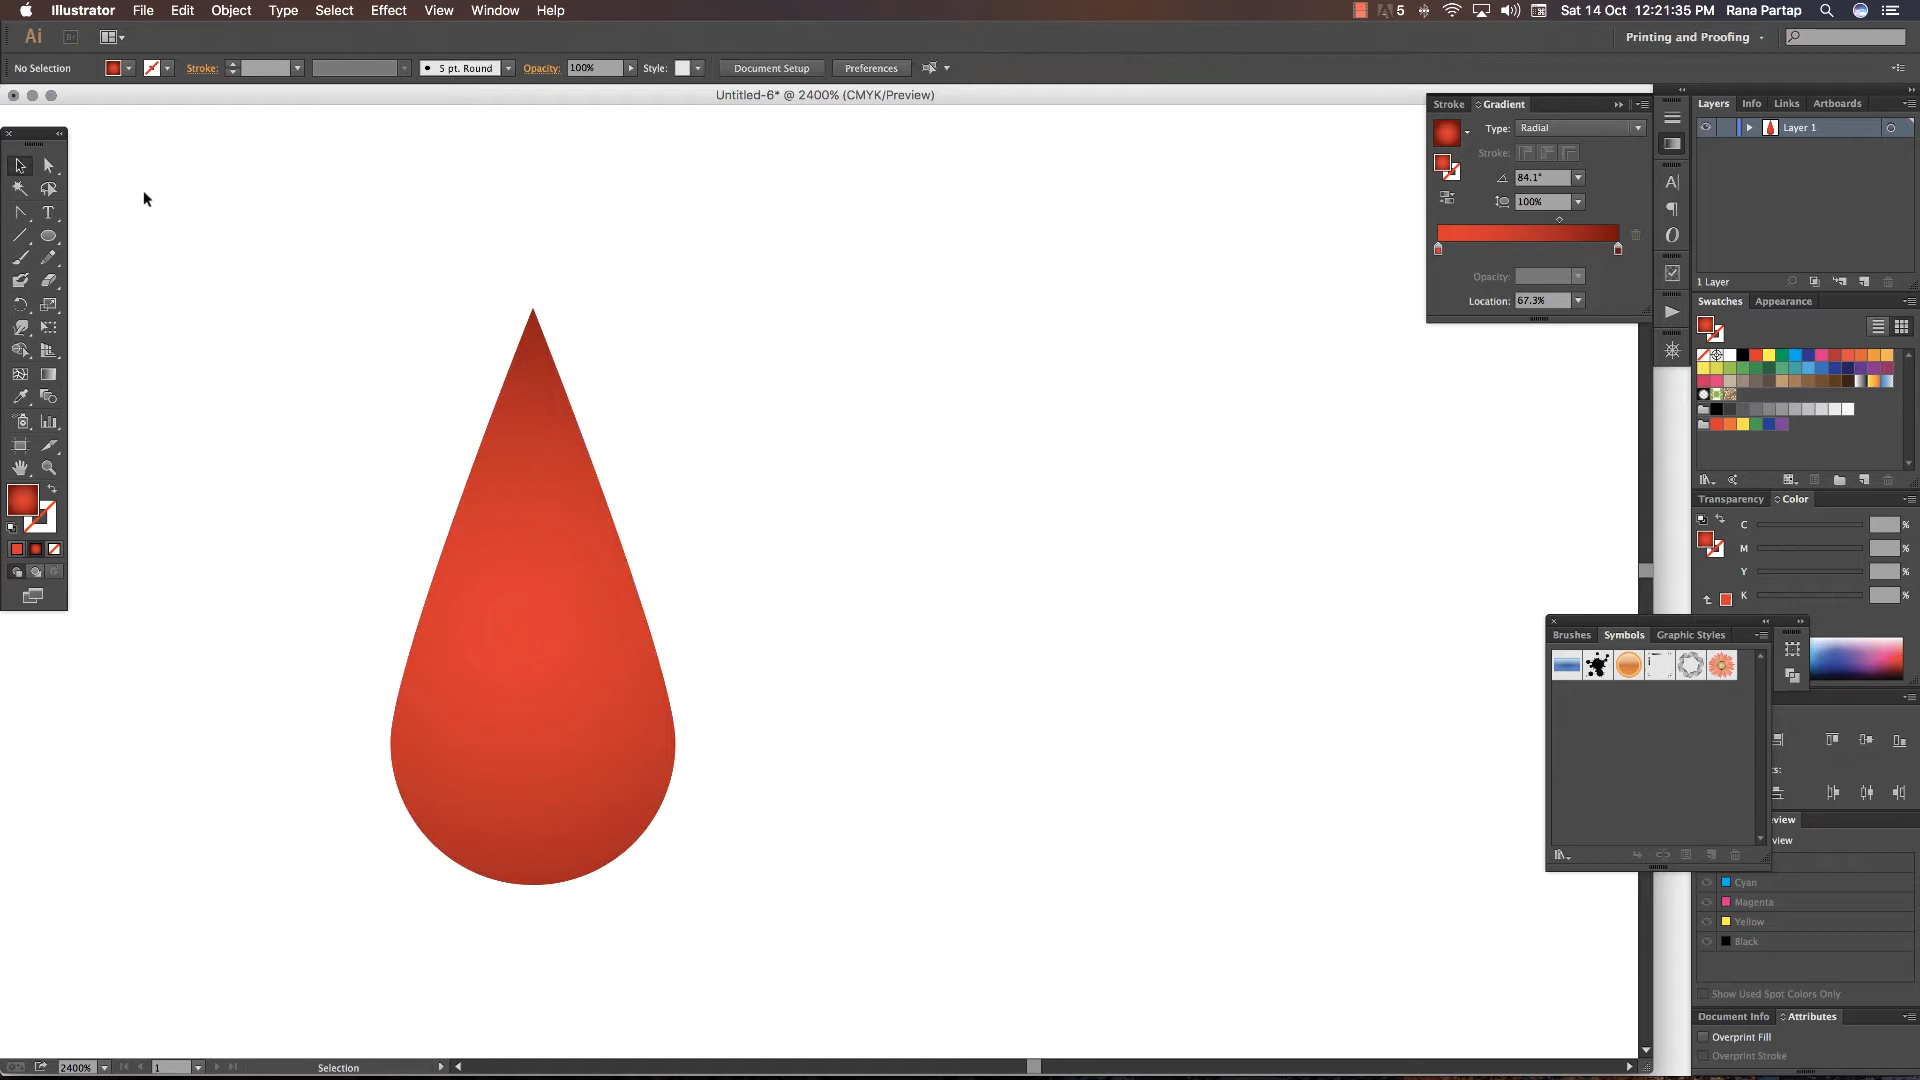 Illustrator File Edit Object Type Select Effect View Window Help 5 Sat 14 Oct 12:21:35 PM Rana Partap
Ai Br Printing and Proofing
No Selection Stroke: 5 pt. Round Opacity: 100% Style: Document Setup Preferences
Untitled-6* @ 2400% (CMYK/Preview)
Stroke Gradient
Type: Radial
Stroke:
84.1°
100%
Opacity:
Location: 67.3%
Layers Info Links Artboards
Layer 1
1 Layer
Swatches Appearance
Transparency Color
C %
M %
Y %
K %
Brushes Symbols Graphic Styles
Cyan
Magenta
Yellow
Black
Show Used Spot Colors Only
Document Info Attributes
Overprint Fill
Overprint Stroke
2400% 1 Selection